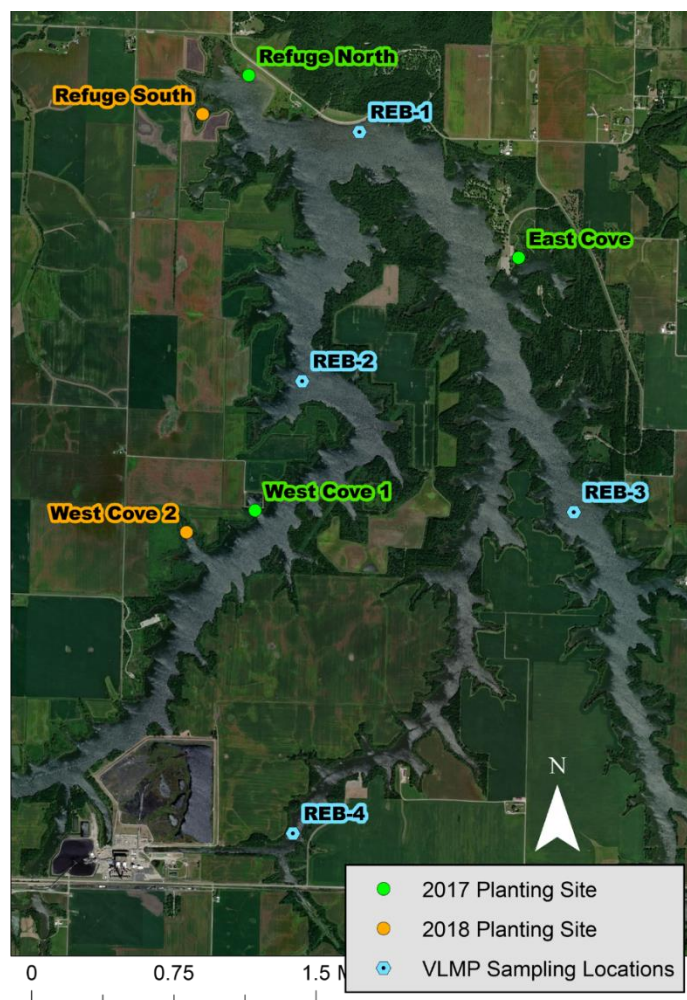 Refuge North
Refuge South
REB-1
East Cove
REB-2
West Cove 1
REB-3
West Cove 2
N
REB-4
2017 Planting Site
2018 Planting Site
VLMP Sampling Locations
0 0.75 1.5